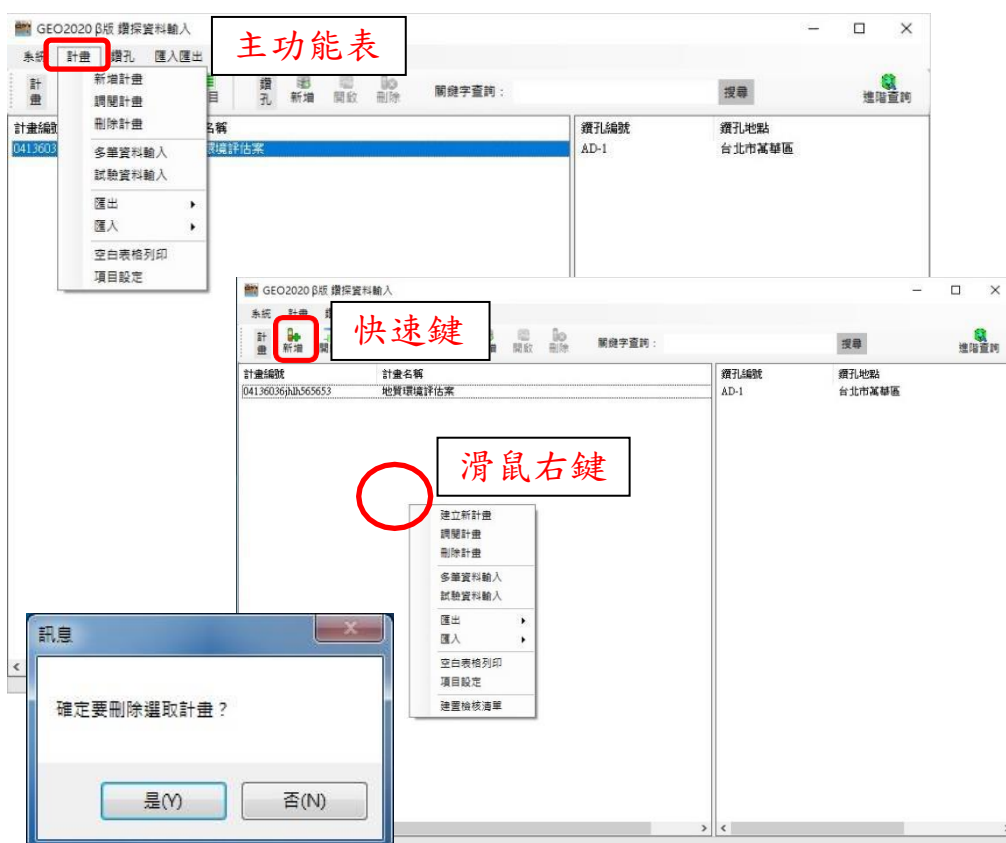 GEO2020 β版 鑽探資料輸入
主功能表
系統 計畫 鑽孔 匯入匯出
計畫
目
鑽孔 新增 開啟 刪除 關鍵字查詢：
搜尋
進階查詢
新增計畫
調閱計畫
刪除計畫
多筆資料輸入
試驗資料輸入
匯出
匯入
空白表格列印
項目設定
計畫編號 名稱
0413603 環境評估案
鑽孔編號 鑽孔地點
AD-1 台北市萬華區
GEO2020 β版 鑽探資料輸入
快速鍵
系統 計畫
計畫 新增 開啟 刪除 關鍵字查詢：
搜尋
進階查詢
計畫編號 計畫名稱
04136036jhlh565653 地質環境評估案
鑽孔編號 鑽孔地點
AD-1 台北市萬華區
滑鼠右鍵
建立新計畫
調閱計畫
刪除計畫
多筆資料輸入
試驗資料輸入
匯出
匯入
空白表格列印
項目設定
建置檢核清單
訊息
確定要刪除選取計畫？
是(Y) 否(N)